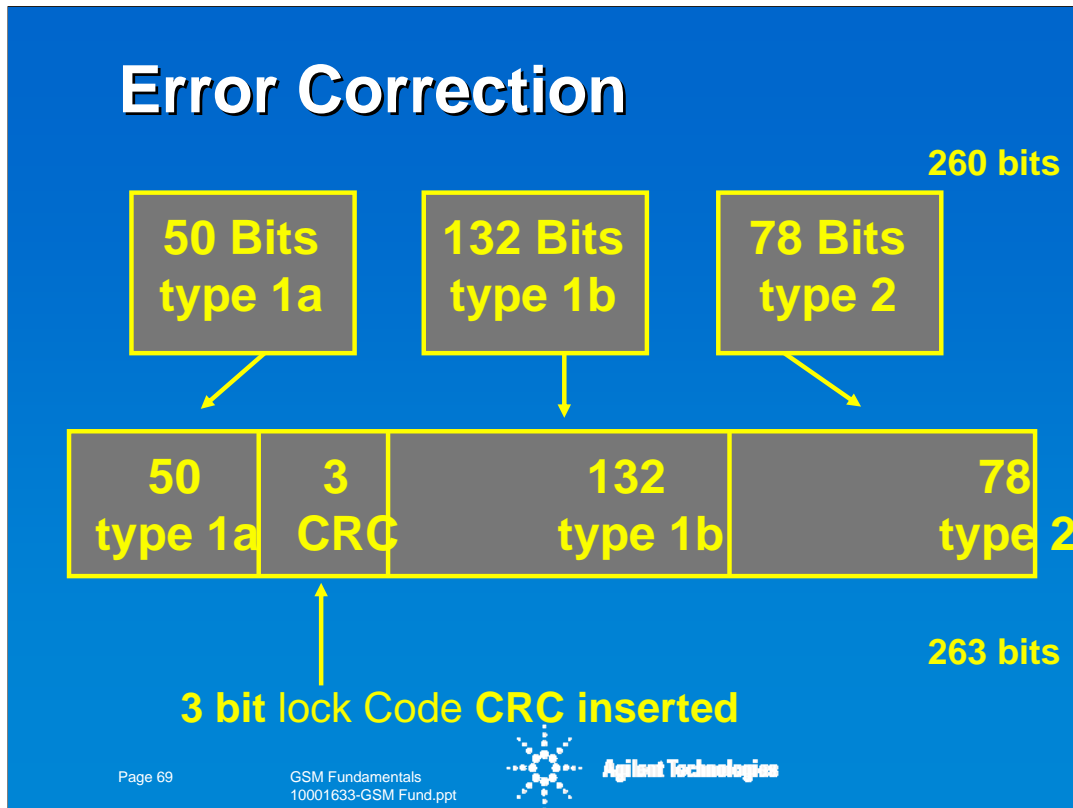 Error Correction
260 bits
50 Bits
type 1a
132 Bits
type 1b
78 Bits
type 2
50
type 1a
3
CRC
132
type 1b
78
type 2
263 bits
3 bit lock Code CRC inserted
Page 69
GSM Fundamentals
10001633-GSM Fund.ppt
Agilent Technologies